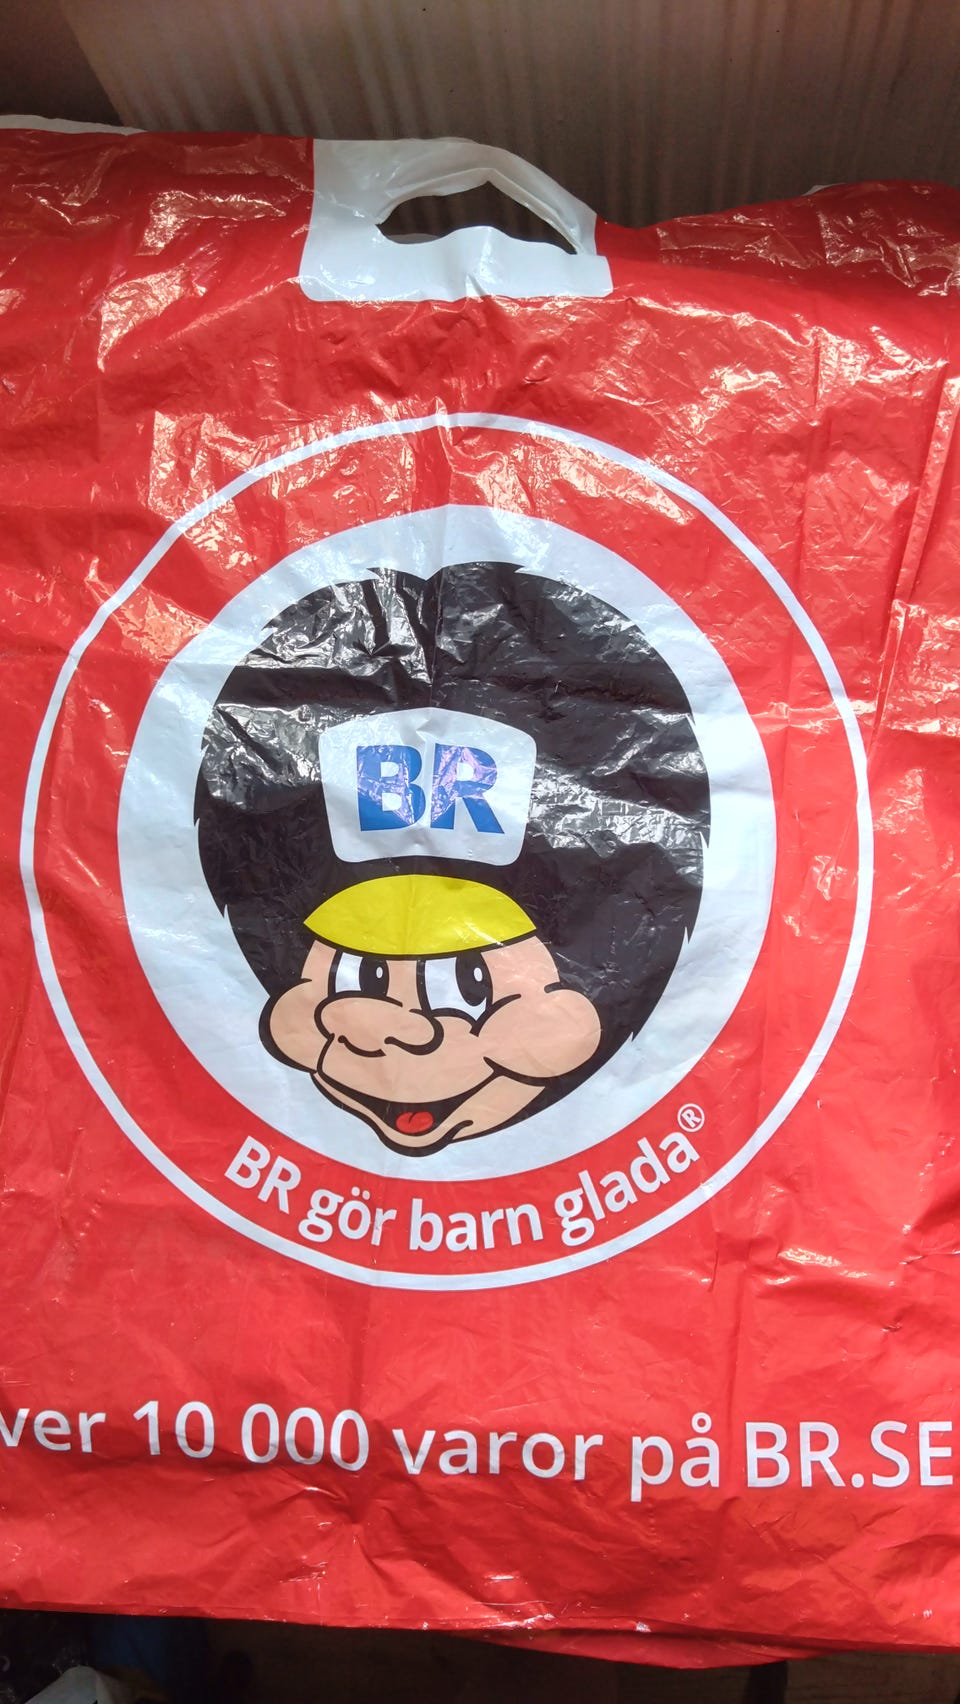 BR
BR gör barn glada®
ver 10 000 varor på BR.SE